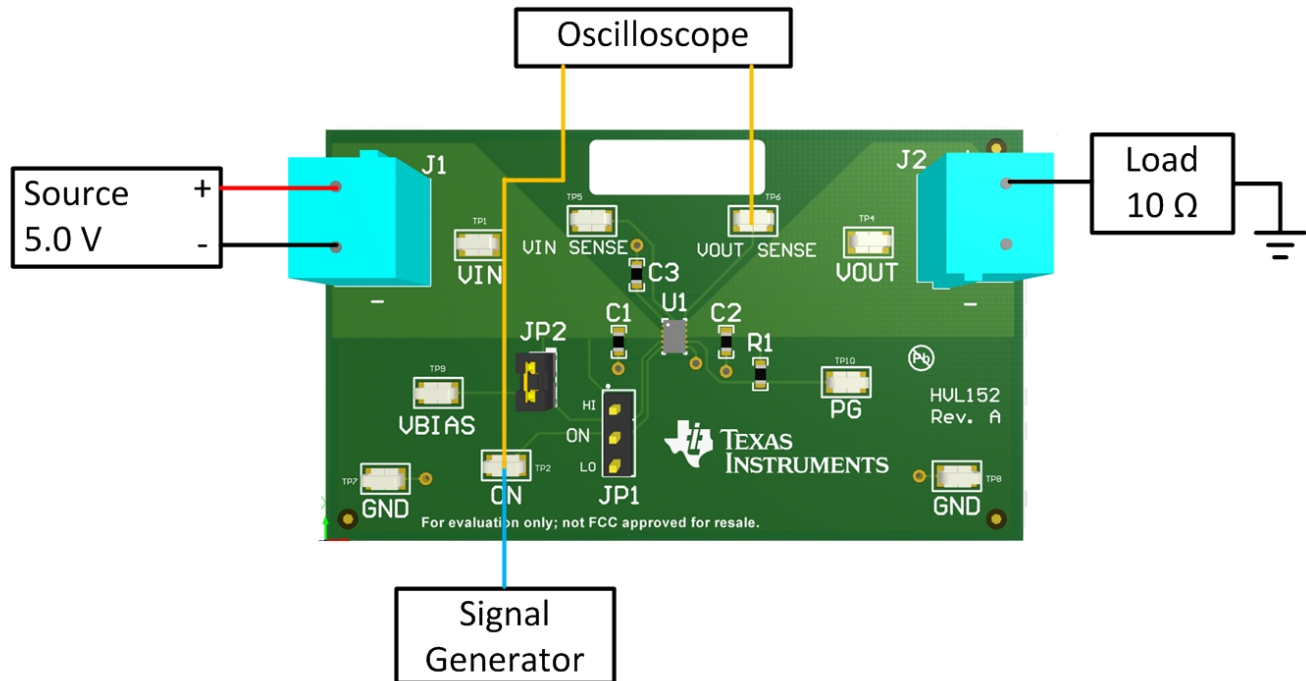 Oscilloscope
Source +
5.0 V -
J1
J2
Load
10 Ω
TP1
VIN
TP5
VIN SENSE
TP6
VOUT SENSE
TP4
VOUT
C3
U1
C1
C2
R1
JP2
−
−
TP9
VBIAS
HI
ON
LO
JP1
TP10
PG
Pb
HVL152
Rev. A
TEXAS
INSTRUMENTS
TP2
ON
TP7
GND
TP8
GND
For evaluation only; not FCC approved for resale.
Signal
Generator